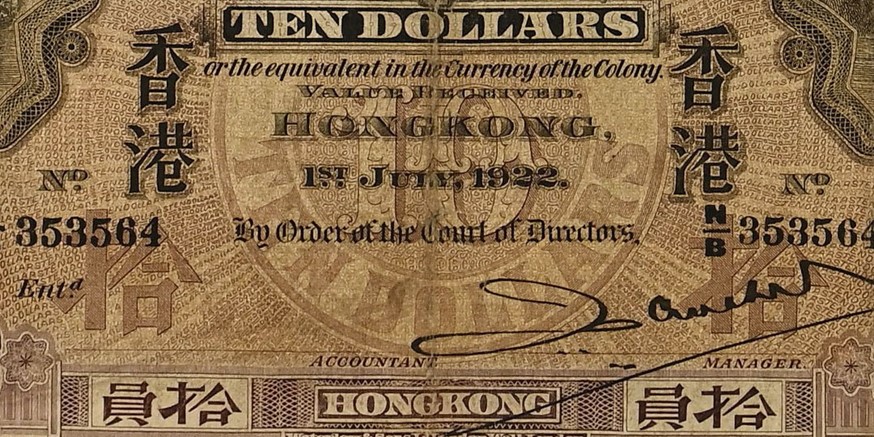 TEN DOLLARS
or the equivalent in the Currency of the Colony.
VALUE RECEIVED.
香港
香港
HONGKONG,
1ST JULY, 1922.
Nº
Nº
353564
By Order of the Court of Directors,
N/B 353564
Entᵈ
拾
拾
10
ACCOUNTANT
MANAGER
員拾
HONGKONG
員拾